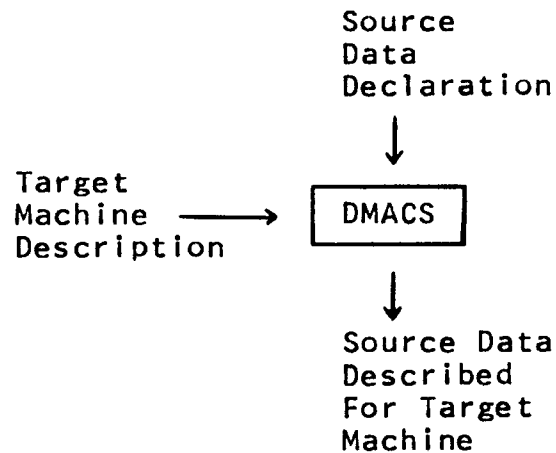 Source
Data
Declaration
Target
Machine
Description
DMACS
Source Data
Described
For Target
Machine